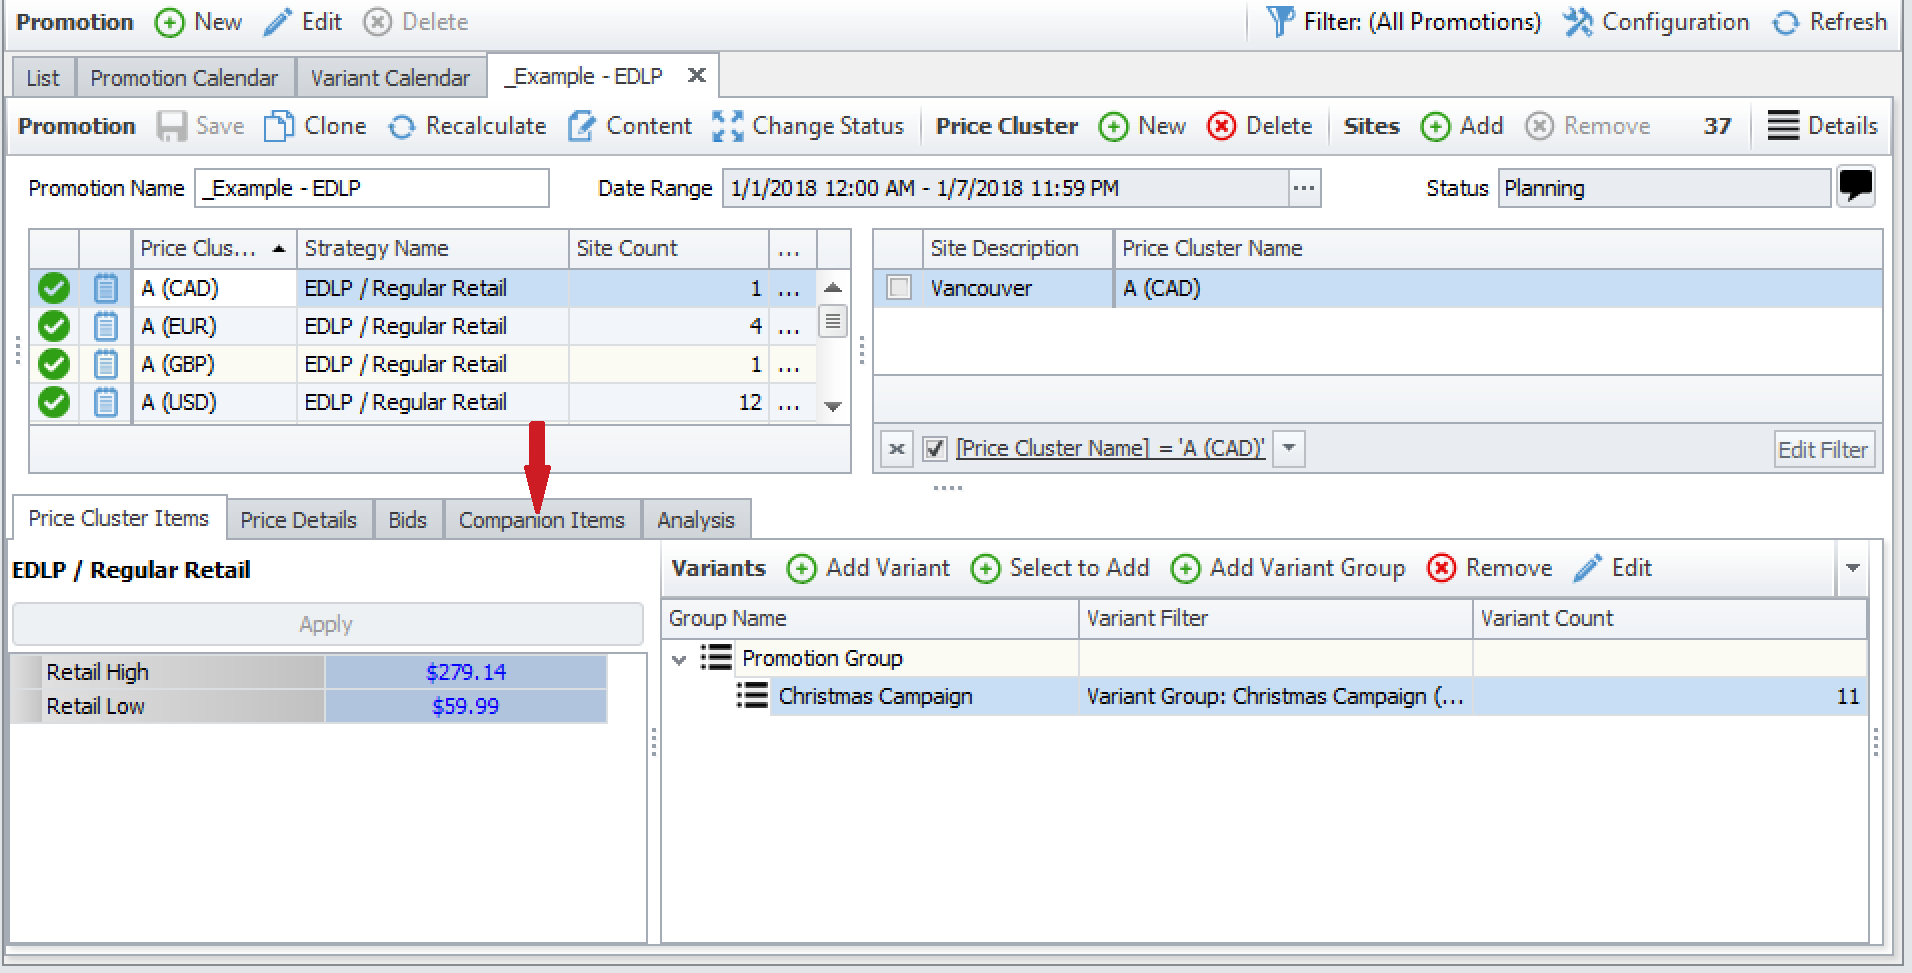 Promotion New Edit Delete Filter: (All Promotions) Configuration Refresh
List Promotion Calendar Variant Calendar _Example - EDLP
Promotion Save Clone Recalculate Content Change Status Price Cluster New Delete Sites Add Remove 37 Details
Promotion Name _Example - EDLP Date Range 1/1/2018 12:00 AM - 1/7/2018 11:59 PM ... Status Planning
Price Clus... Strategy Name Site Count ... Site Description Price Cluster Name
A (CAD) EDLP / Regular Retail 1 ... Vancouver A (CAD)
A (EUR) EDLP / Regular Retail 4 ...
A (GBP) EDLP / Regular Retail 1 ...
A (USD) EDLP / Regular Retail 12 ...
[Price Cluster Name] = 'A (CAD)' Edit Filter
Price Cluster Items Price Details Bids Companion Items Analysis
EDLP / Regular Retail Variants Add Variant Select to Add Add Variant Group Remove Edit
Apply Group Name Variant Filter Variant Count
Retail High $279.14 Promotion Group
Retail Low $59.99 Christmas Campaign Variant Group: Christmas Campaign (... 11